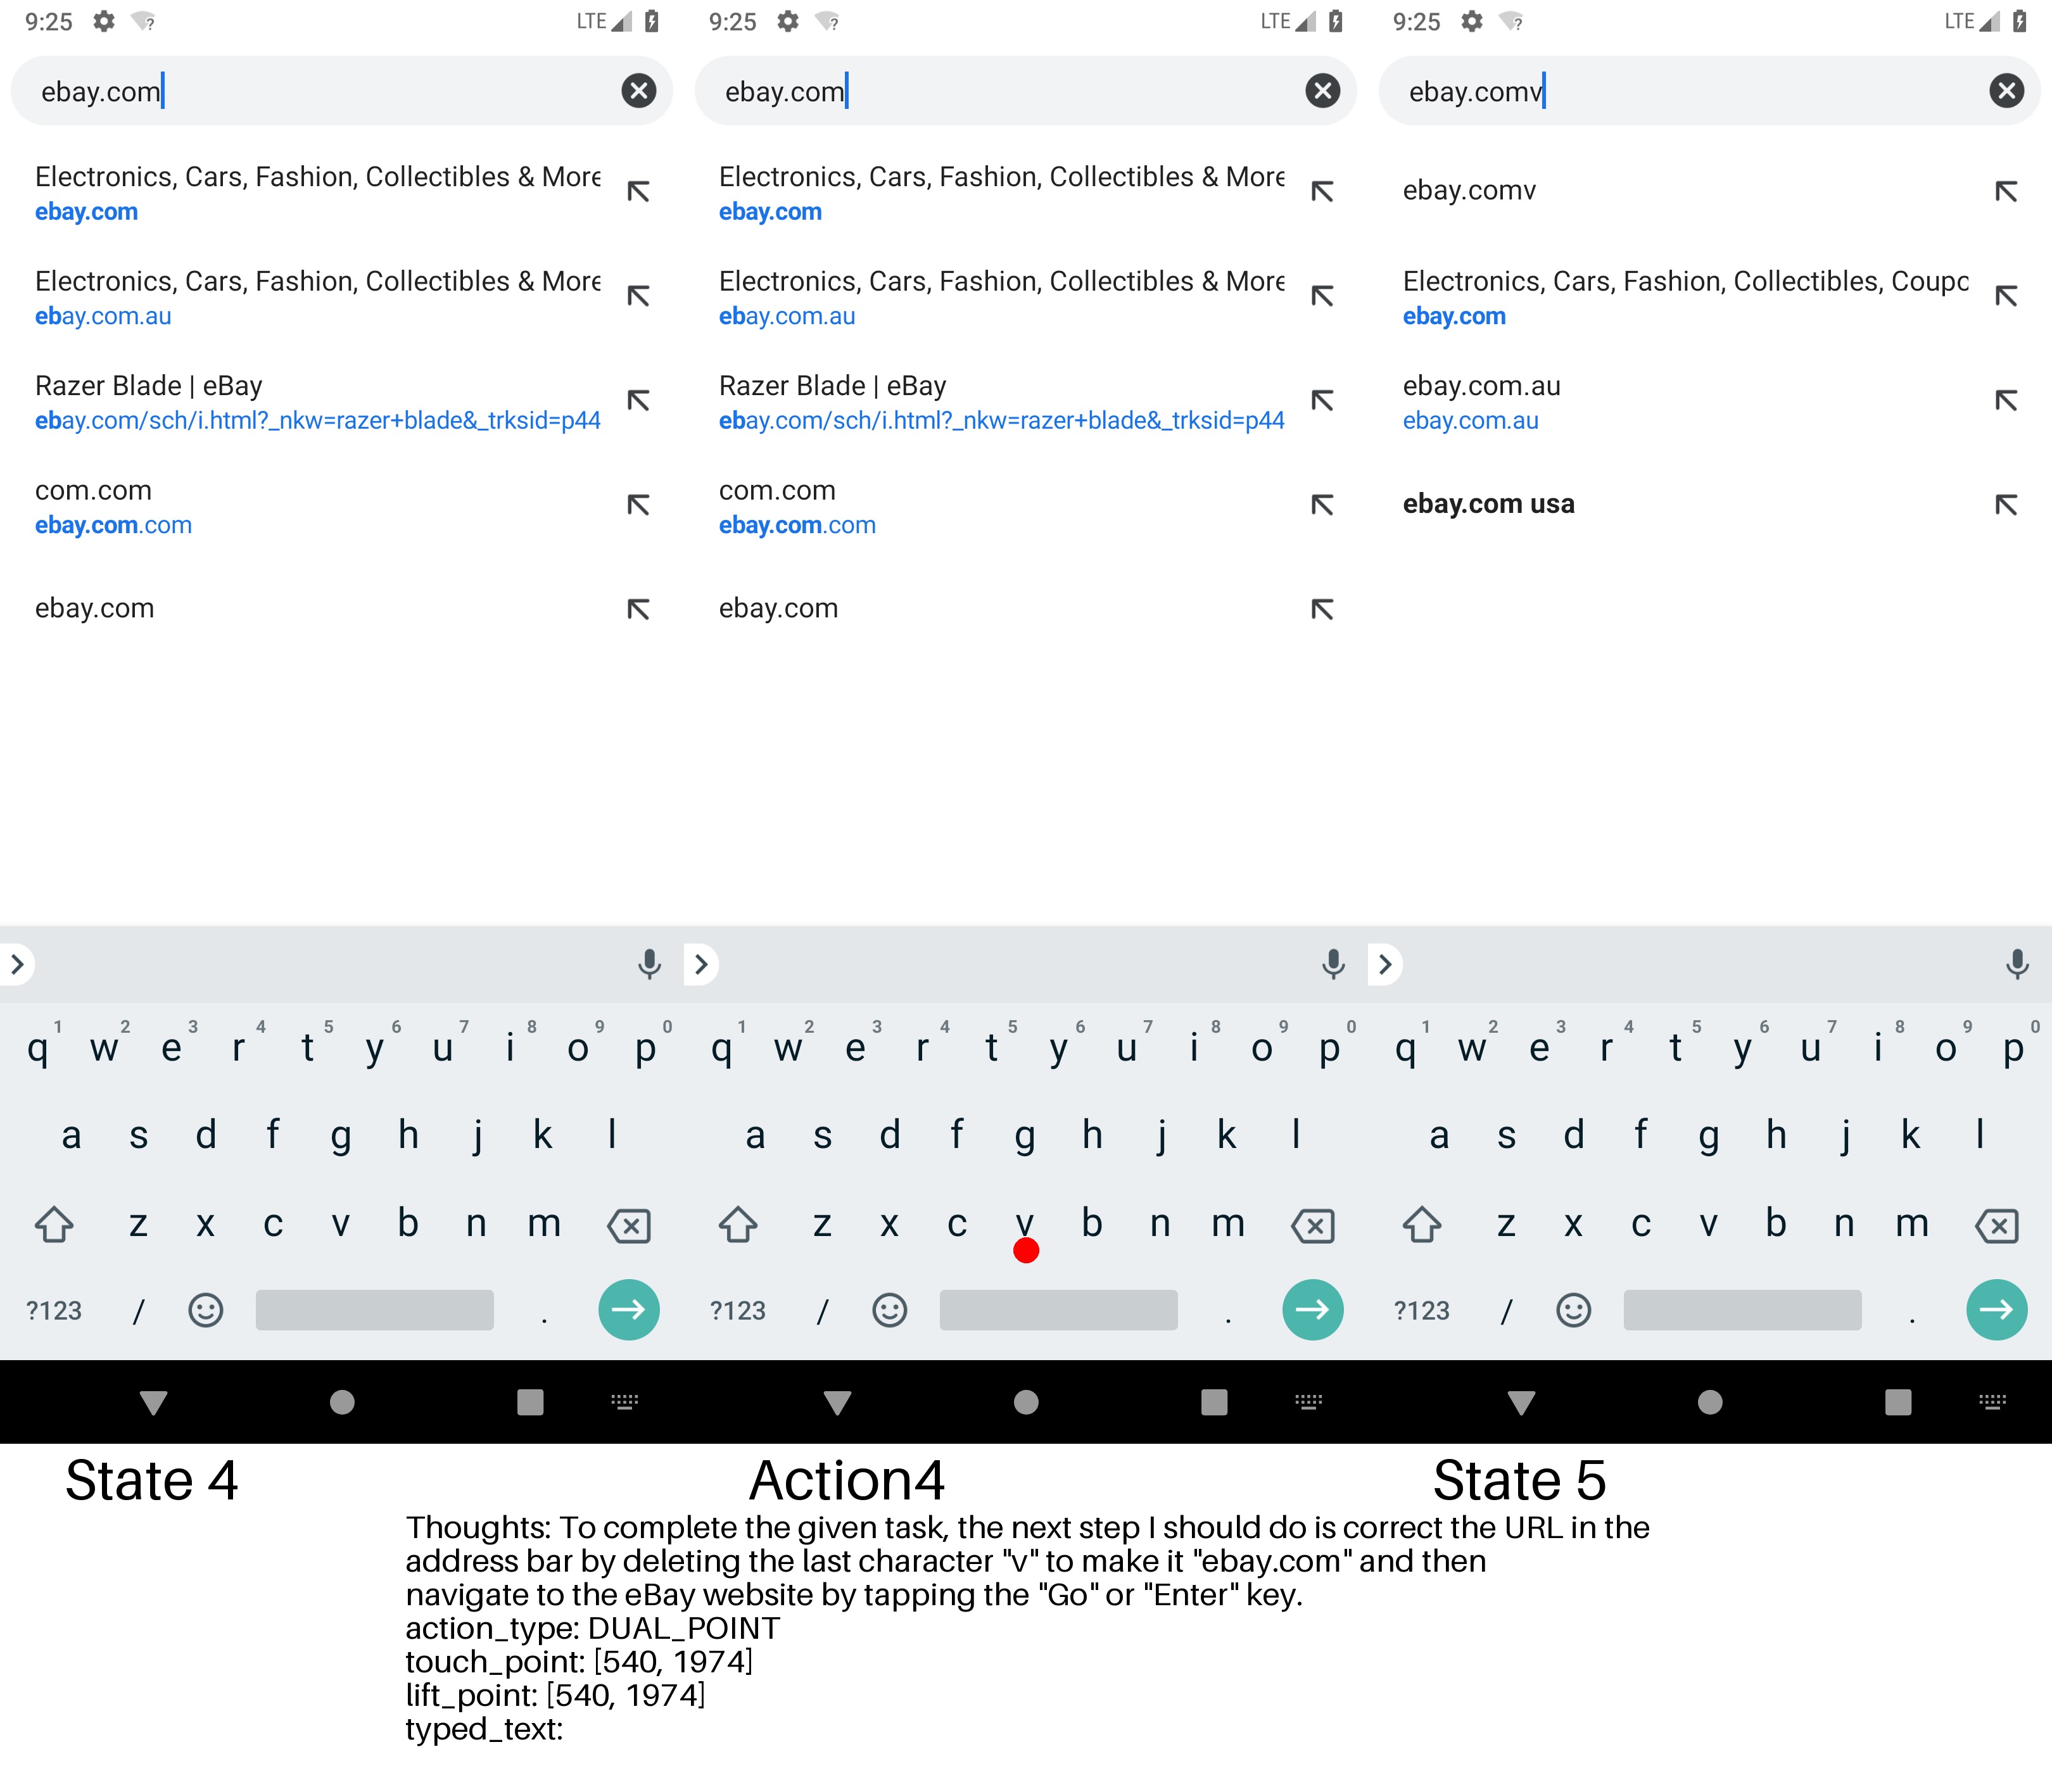 9:25 LTE
ebay.com
Electronics, Cars, Fashion, Collectibles & More
ebay.com
Electronics, Cars, Fashion, Collectibles & More
ebay.com.au
Razer Blade | eBay
ebay.com/sch/i.html?_nkw=razer+blade&_trksid=p44
com.com
ebay.com.com
ebay.com
1 2 3 4 5 6 7 8 9 0
q w e r t y u i o p
a s d f g h j k l
z x c v b n m
?123 / .
State 4
9:25 LTE
ebay.com
Electronics, Cars, Fashion, Collectibles & More
ebay.com
Electronics, Cars, Fashion, Collectibles & More
ebay.com.au
Razer Blade | eBay
ebay.com/sch/i.html?_nkw=razer+blade&_trksid=p44
com.com
ebay.com.com
ebay.com
1 2 3 4 5 6 7 8 9 0
q w e r t y u i o p
a s d f g h j k l
z x c v b n m
?123 / .
Action4
9:25 LTE
ebay.comv
ebay.comv
Electronics, Cars, Fashion, Collectibles, Coupo
ebay.com
ebay.com.au
ebay.com.au
ebay.com usa
1 2 3 4 5 6 7 8 9 0
q w e r t y u i o p
a s d f g h j k l
z x c v b n m
?123 / .
State 5
Thoughts: To complete the given task, the next step I should do is correct the URL in the
address bar by deleting the last character "v" to make it "ebay.com" and then
navigate to the eBay website by tapping the "Go" or "Enter" key.
action_type: DUAL_POINT
touch_point: [540, 1974]
lift_point: [540, 1974]
typed_text: